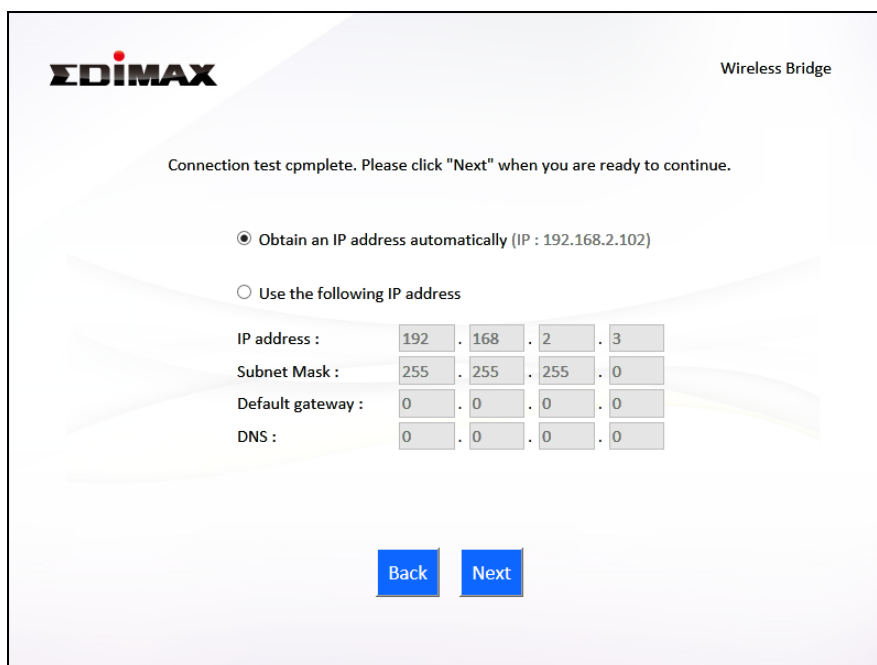 EDIMAX
Wireless Bridge
Connection test cpmplete. Please click "Next" when you are ready to continue.
Obtain an IP address automatically (IP : 192.168.2.102)
Use the following IP address
IP address : 192 . 168 . 2 . 3
Subnet Mask : 255 . 255 . 255 . 0
Default gateway : 0 . 0 . 0 . 0
DNS : 0 . 0 . 0 . 0
Back Next